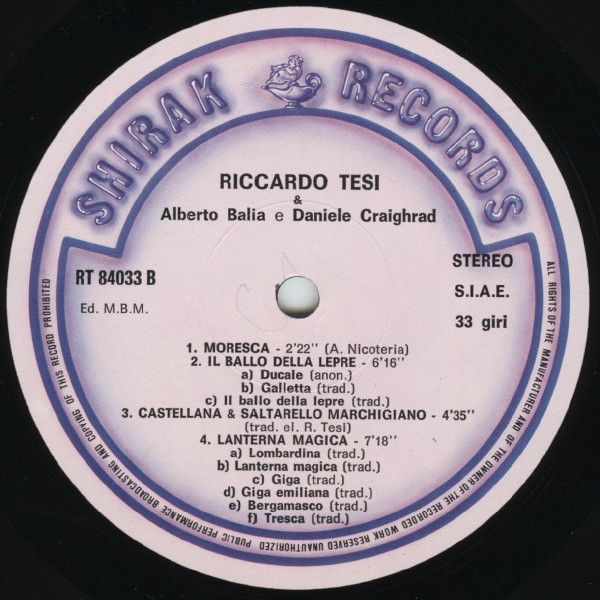 SHIRAK RECORDS
RICCARDO TESI
&
Alberto Balia e Daniele Craighrad
RT 84033 B
Ed. M.B.M.
STEREO
S.I.A.E.
33 giri
1. MORESCA - 2'22" (A. Nicoteria)
2. IL BALLO DELLA LEPRE - 6'16"
a) Ducale (anon.)
b) Galletta (trad.)
c) Il ballo della lepre (trad.)
3. CASTELLANA & SALTARELLO MARCHIGIANO - 4'35"
(trad. el. R. Tesi)
4. LANTERNA MAGICA - 7'18"
a) Lombardina (trad.)
b) Lanterna magica (trad.)
c) Giga (trad.)
d) Giga emiliana (trad.)
e) Bergamasco (trad.)
f) Tresca (trad.)
ALL RIGHTS OF THE MANUFACTURER AND OF THE OWNER OF THE RECORDED WORK RESERVED UNAUTHORIZED PUBLIC PERFORMANCE BROADCASTING AND COPYING OF THIS RECORD PROHIBITED